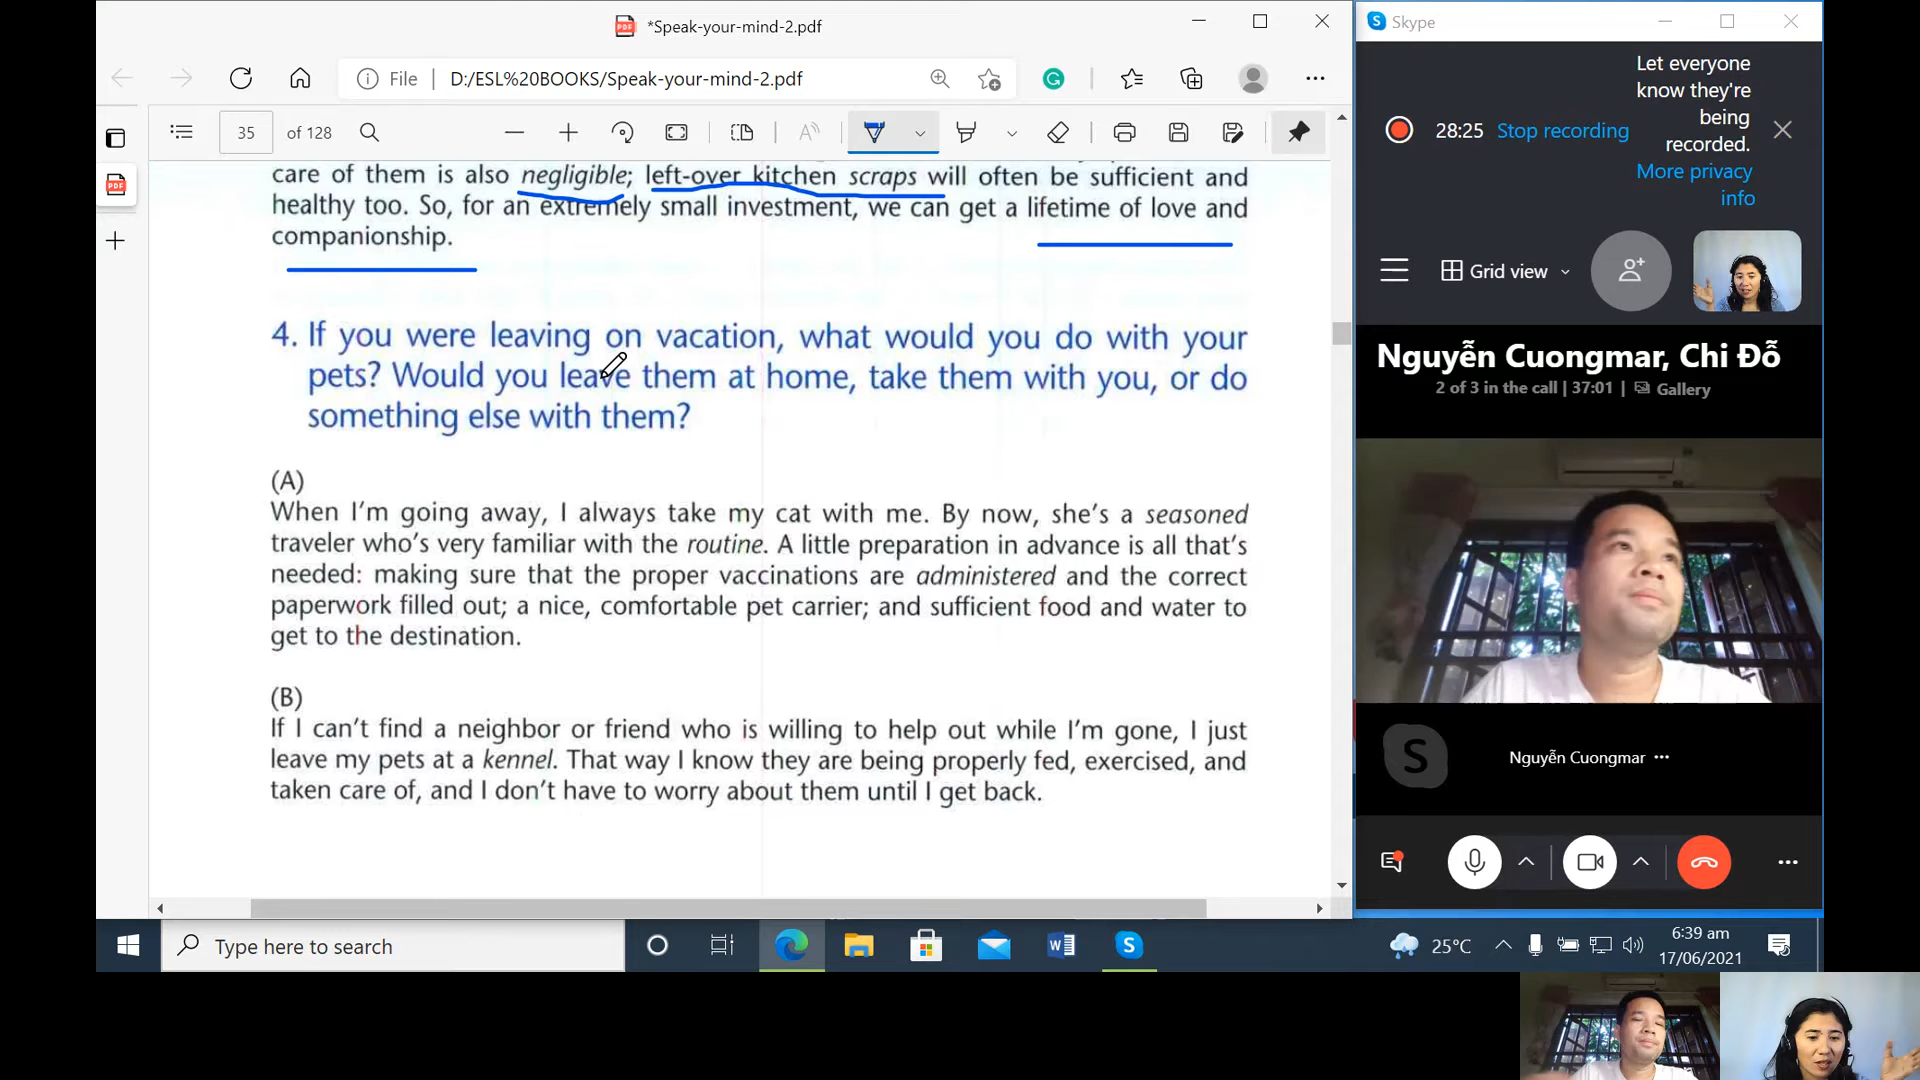 *Speak-your-mind-2.pdf
File D:/ESL%20BOOKS/Speak-your-mind-2.pdf
35 of 128
care of them is also negligible; left-over kitchen scraps will often be sufficient and
healthy too. So, for an extremely small investment, we can get a lifetime of love and
companionship.
4. If you were leaving on vacation, what would you do with your
pets? Would you leave them at home, take them with you, or do
something else with them?
(A)
When I'm going away, I always take my cat with me. By now, she's a seasoned
traveler who's very familiar with the routine. A little preparation in advance is all that's
needed: making sure that the proper vaccinations are administered and the correct
paperwork filled out; a nice, comfortable pet carrier; and sufficient food and water to
get to the destination.
(B)
If I can't find a neighbor or friend who is willing to help out while I'm gone, I just
leave my pets at a kennel. That way I know they are being properly fed, exercised, and
taken care of, and I don't have to worry about them until I get back.
Skype
28:25 Stop recording
Let everyone
know they're
being
recorded.
More privacy
info
Grid view
Nguyễn Cuongmar, Chi Đỗ
2 of 3 in the call | 37:01 | Gallery
S
Nguyễn Cuongmar
Type here to search
25°C
6:39 am
17/06/2021